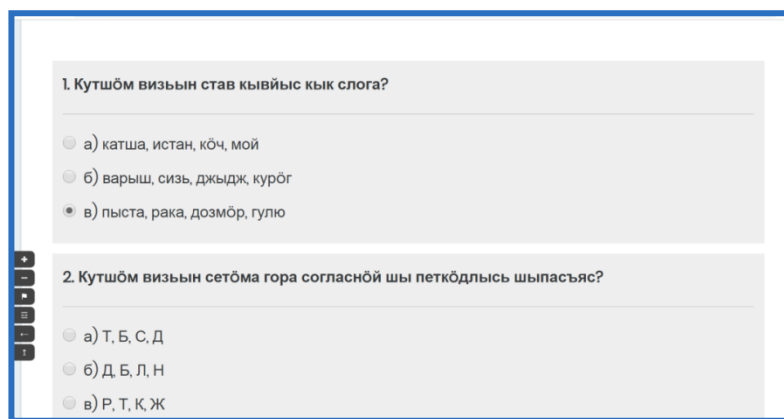 1. Кутшӧм визьын став кывйыс кык слога?
а) катша, истан, кӧч, мой
б) варыш, сизь, джыдж, курӧг
в) пыста, рака, дозмӧр, гулю
2. Кутшӧм визьын сетӧма гора согласнӧй шы петкӧдлысь шыпасъяс?
а) Т, Б, С, Д
б) Д, Б, Л, Н
в) Р, Т, К, Ж